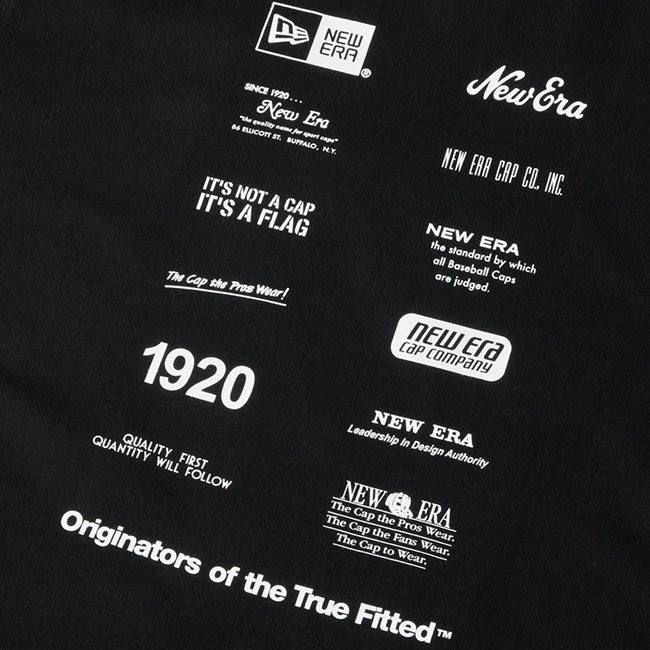 NEW
ERA
®
SINCE 1920...
New Era
"the quality name for sport caps"
86 ELLICOTT ST. BUFFALO, N.Y.
New Era
NEW ERA CAP CO., INC.
IT'S NOT A CAP
IT'S A FLAG
NEW ERA
the standard by which
all Baseball Caps
are judged.
The Cap the Pros Wear!
new era
cap company
1920
NEW ERA
Leadership In Design Authority
QUALITY FIRST
QUANTITY WILL FOLLOW
NEW ERA
The Cap the Pros Wear.
The Cap the Fans Wear.
The Cap to Wear.
Originators of the True Fitted™